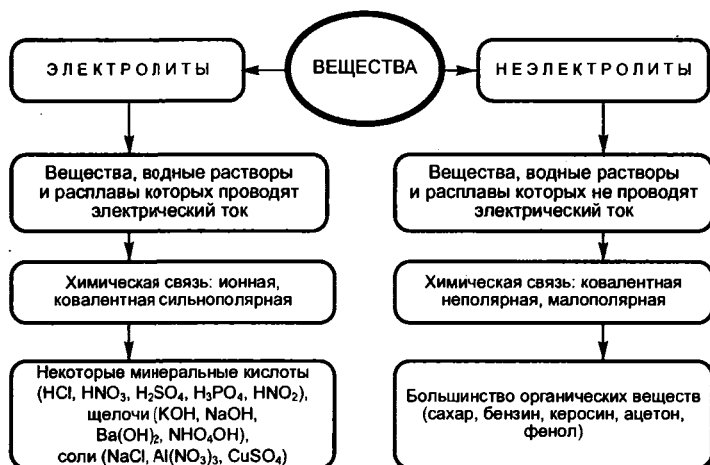 ВЕЩЕСТВА
ЭЛЕКТРОЛИТЫ
Вещества, водные растворы
и расплавы которых проводят
электрический ток
Химическая связь: ионная,
ковалентная сильнополярная
Некоторые минеральные кислоты
(HCl, HNO₃, H₂SO₄, H₃PO₄, HNO₂),
щелочи (KOH, NaOH,
Ba(OH)₂, NHO₄OH),
соли (NaCl, Al(NO₃)₃, CuSO₄)
НЕЭЛЕКТРОЛИТЫ
Вещества, водные растворы
и расплавы которых не проводят
электрический ток
Химическая связь: ковалентная
неполярная, малополярная
Большинство органических веществ
(сахар, бензин, керосин, ацетон,
фенол)